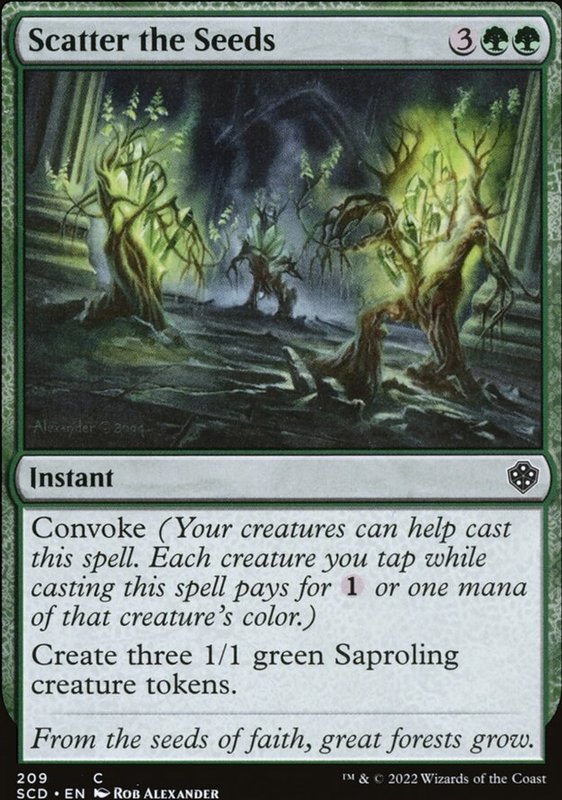 Scatter the Seeds 3
Alexander © 2004
Instant
Convoke (Your creatures can help cast
this spell. Each creature you tap while
casting this spell pays for 1 or one mana
of that creature's color.)
Create three 1/1 green Saproling
creature tokens.
From the seeds of faith, great forests grow.
209 C
SCD • EN Rob Alexander
™ & © 2022 Wizards of the Coast